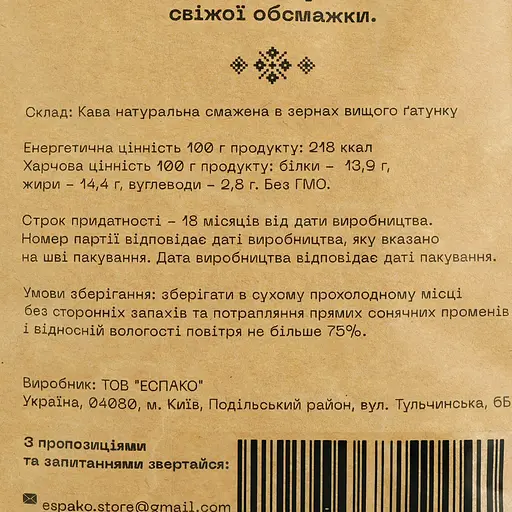 свіжої обсмажки.
Склад: Кава натуральна смажена в зернах вищого ґатунку
Енергетична цінність 100 г продукту: 218 ккал
Харчова цінність 100 г продукту: білки – 13,9 г,
жири – 14,4 г, вуглеводи – 2,8 г. Без ГМО.
Строк придатності – 18 місяців від дати виробництва.
Номер партії відповідає даті виробництва, яку вказано
на шві пакування. Дата виробництва відповідає даті пакування.
Умови зберігання: зберігати в сухому прохолодному місці
без сторонніх запахів та потрапляння прямих сонячних променів
і відносній вологості повітря не більше 75%.
Виробник: ТОВ "ЕСПАКО"
Україна, 04080, м. Київ, Подільський район, вул. Тульчинська, 6Б
З пропозиціями
та запитаннями звертайся:
espako.store@gmail.com